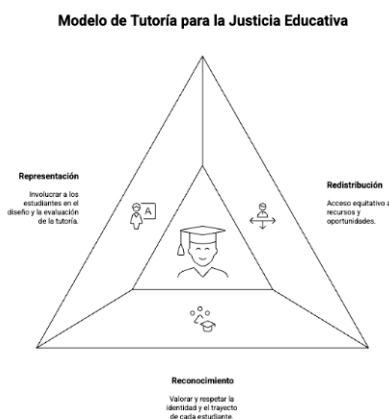 Modelo de Tutoría para la Justicia Educativa
Representación
Involucrar a los
estudiantes en el
diseño y la evaluación
de la tutoría.
A
Redistribución
Acceso equitativo a
recursos y
oportunidades.
Reconocimiento
Valorar y respetar la
identidad y el trayecto
de cada estudiante.